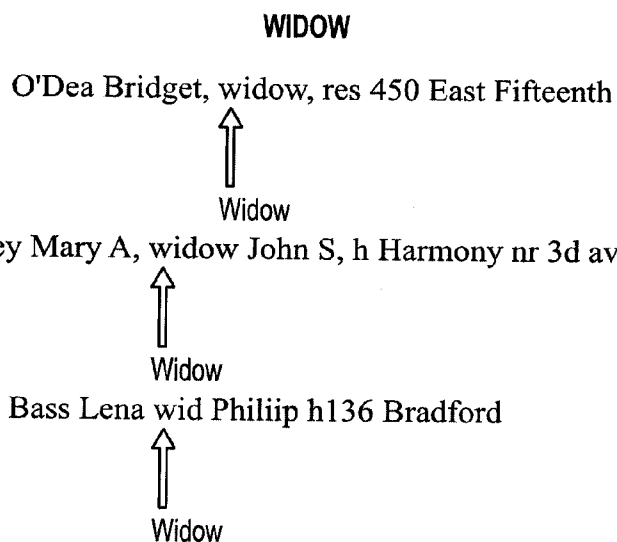 WIDOW
O'Dea Bridget, widow, res 450 East Fifteenth
ey Mary A, widow John S, h Harmony nr 3d av
Widow
Widow
Bass Lena wid Philiip h136 Bradford
Widow